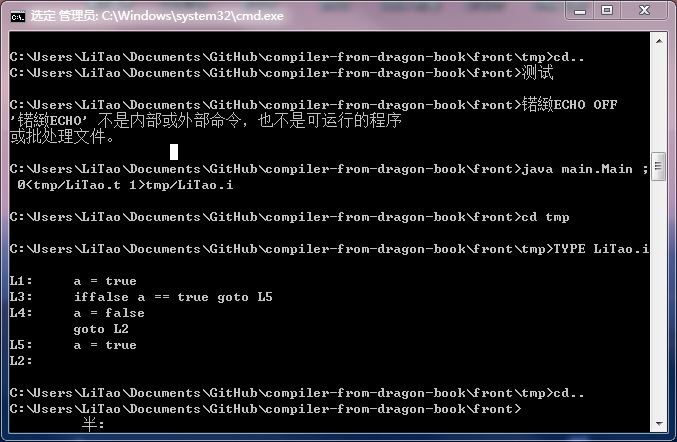 选定 管理员: C:\Windows\system32\cmd.exe
C:\Users\LiTao\Documents\GitHub\compiler-from-dragon-book\front\tmp>cd..
C:\Users\LiTao\Documents\GitHub\compiler-from-dragon-book\front>测试
C:\Users\LiTao\Documents\GitHub\compiler-from-dragon-book\front>锘緻ECHO OFF
'锘緻ECHO' 不是内部或外部命令，也不是可运行的程序
或批处理文件。
C:\Users\LiTao\Documents\GitHub\compiler-from-dragon-book\front>java main.Main ;
0<tmp/LiTao.t 1>tmp/LiTao.i
C:\Users\LiTao\Documents\GitHub\compiler-from-dragon-book\front>cd tmp
C:\Users\LiTao\Documents\GitHub\compiler-from-dragon-book\front\tmp>TYPE LiTao.i
L1: a = true
L3: iffalse a == true goto L5
L4: a = false
goto L2
L5: a = true
L2:
C:\Users\LiTao\Documents\GitHub\compiler-from-dragon-book\front\tmp>cd..
C:\Users\LiTao\Documents\GitHub\compiler-from-dragon-book\front>
半: